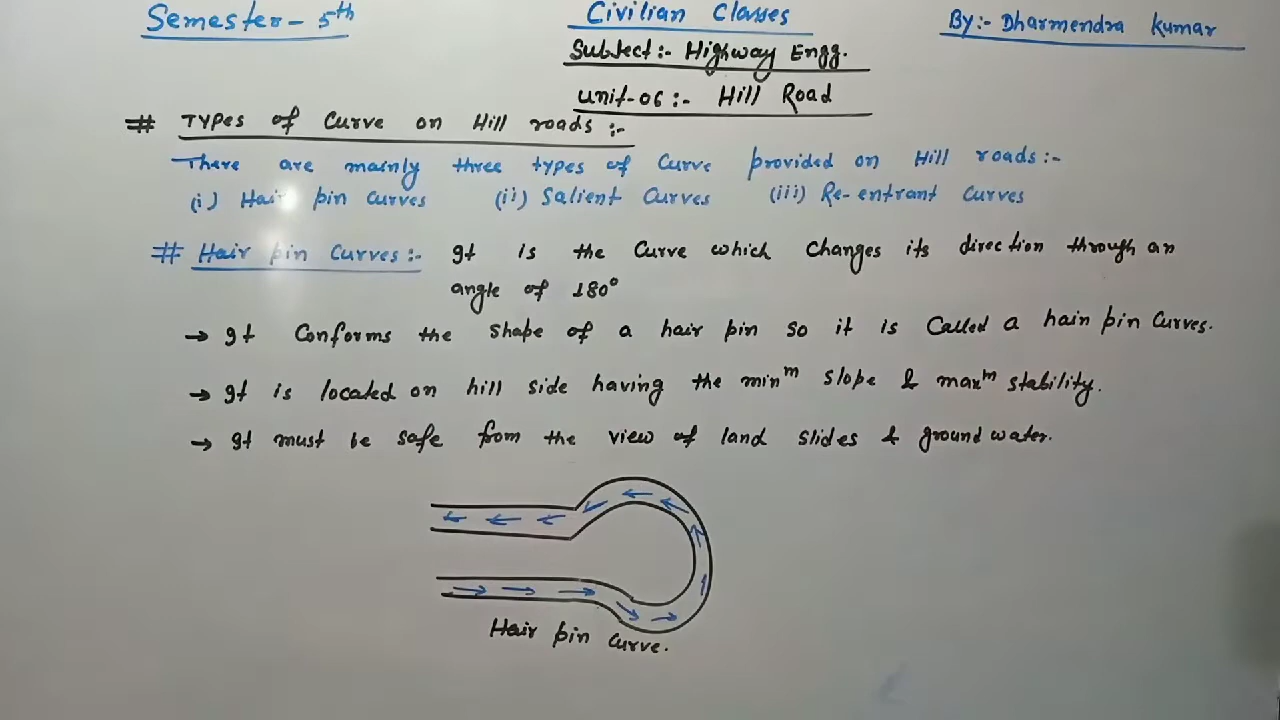 Semester - 5th
Civilian Classes
By:- Dharmendra Kumar
Subject:- Highway Engg.
Unit-06:- Hill Road
# Types of Curve on Hill roads:-
There are mainly three types of Curve provided on Hill roads:-
(i) Hair pin Curves (ii) Salient Curves (iii) Re-entrant Curves
# Hair pin Curves:- It is the Curve which Changes its direction through an
angle of 180°
→ It Conforms the shape of a hair pin so it is Called a hain pin Curves.
→ It is located on hill side having the minm slope & maxm stability.
→ It must be safe from the view of land slides & ground water.
Hair pin Curve.